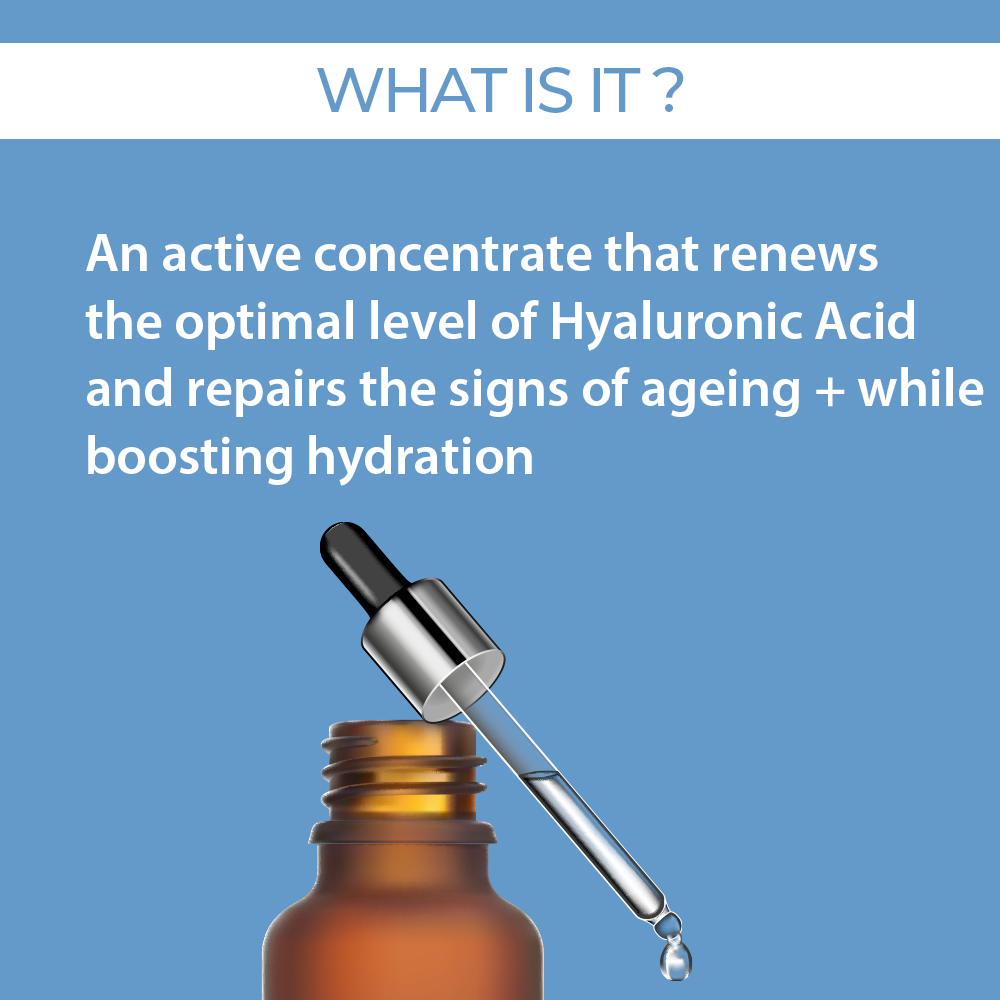 WHAT IS IT ?
An active concentrate that renews
the optimal level of Hyaluronic Acid
and repairs the signs of ageing + while
boosting hydration